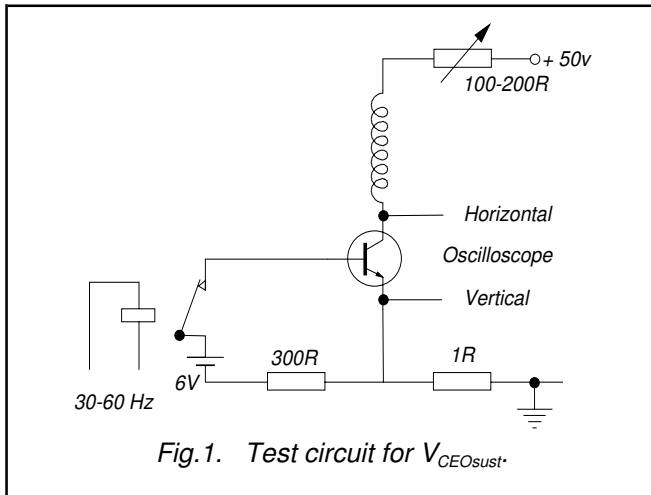 + 50v
100-200R
Horizontal
Oscilloscope
Vertical
300R
1R
6V
30-60 Hz
Fig.1. Test circuit for VCEOsust.